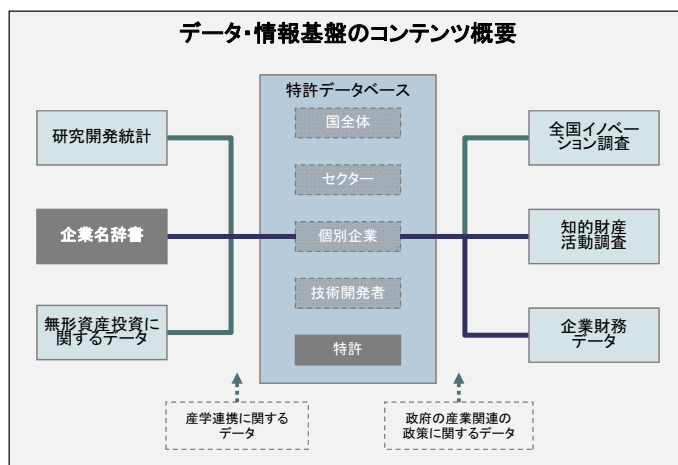 データ・情報基盤のコンテンツ概要
特許データベース
国全体
セクター
個別企業
技術開発者
特許
研究開発統計
企業名辞書
無形資産投資に
関するデータ
全国イノベー
ション調査
知的財産
活動調査
企業財務
データ
産学連携に関する
データ
政府の産業関連の
政策に関するデータ